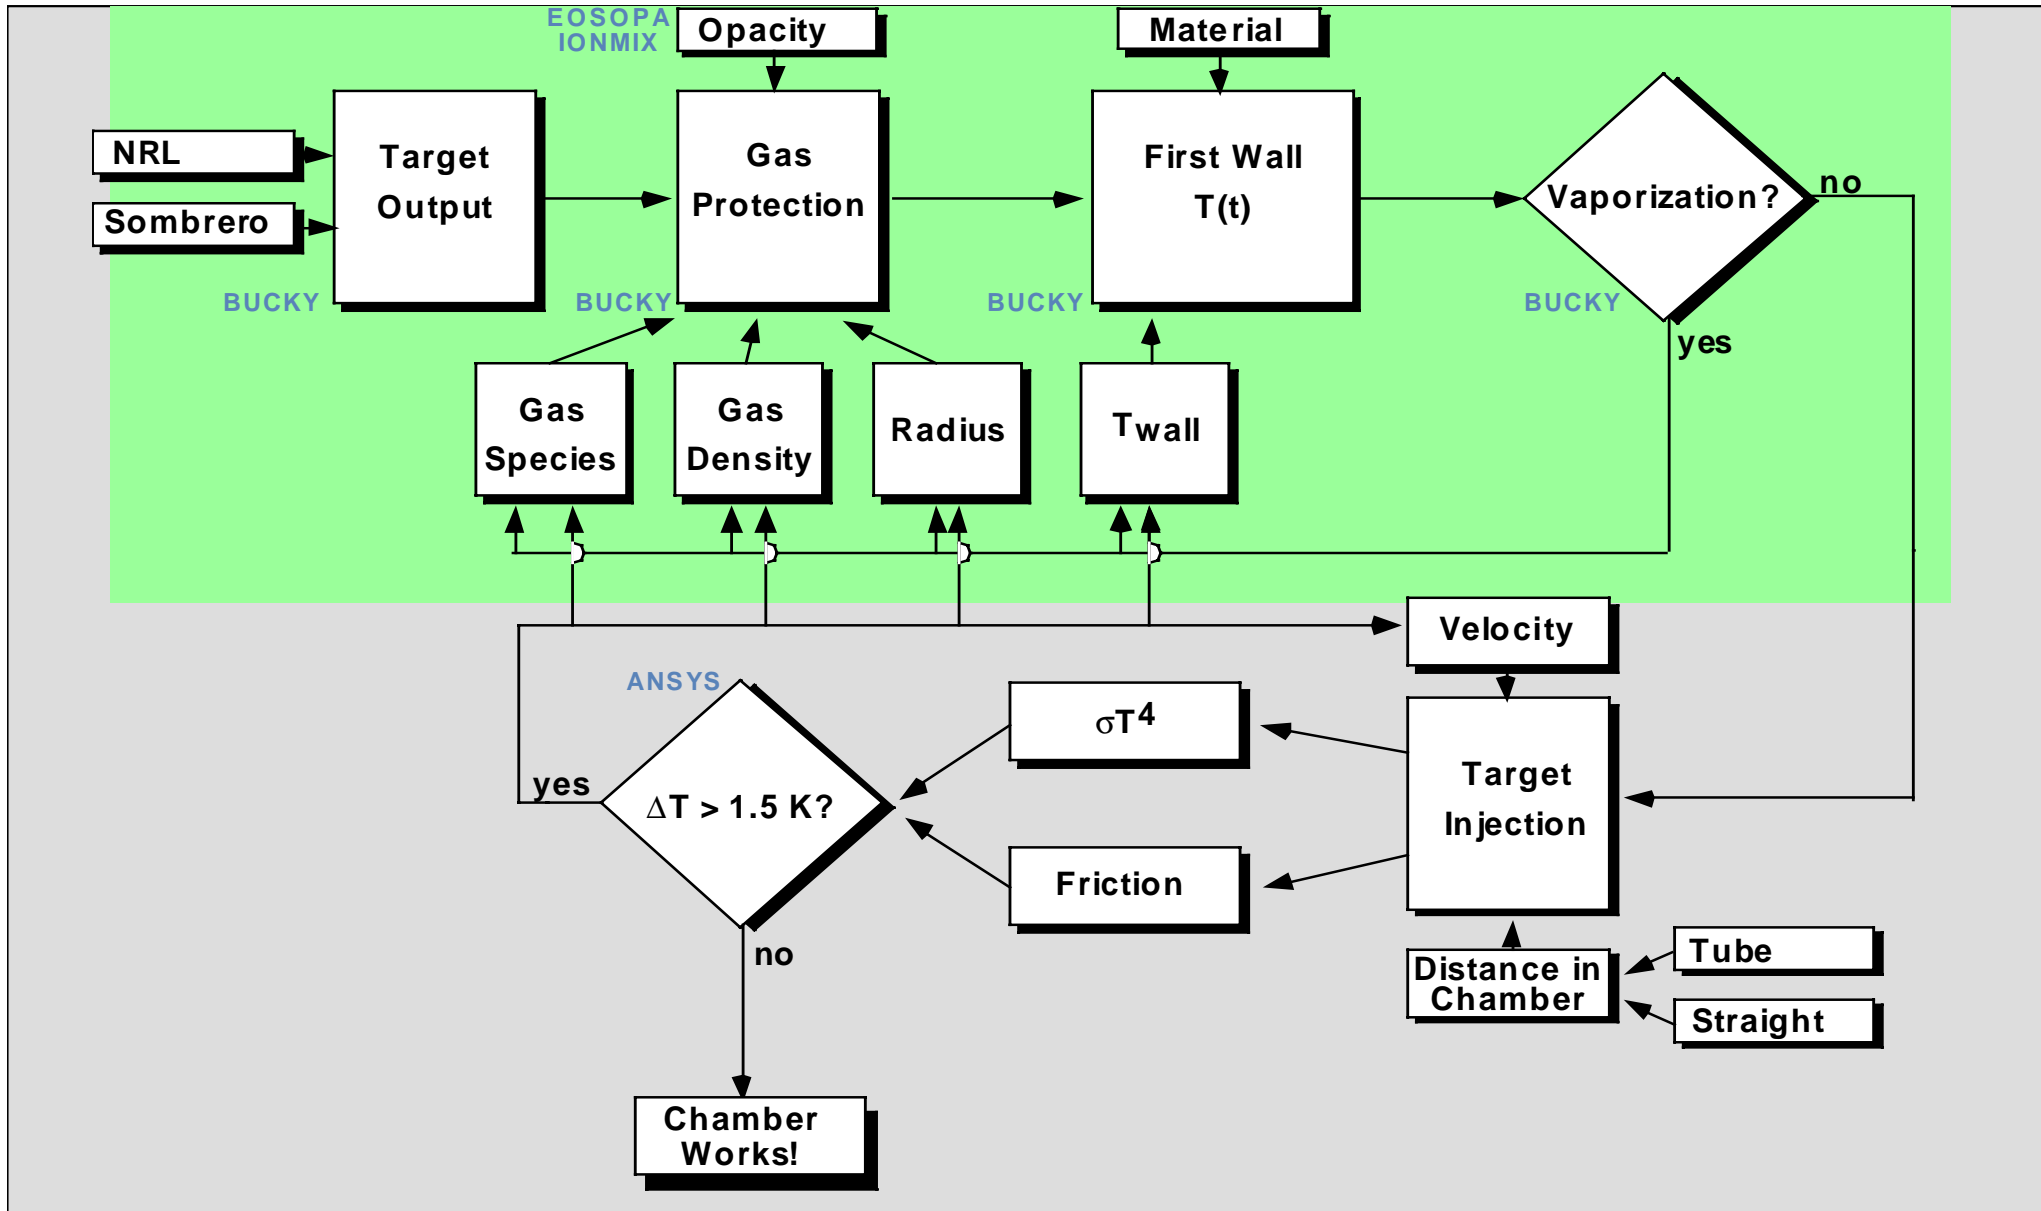 EOSOPA
IONMIX
Opacity
Material
NRL
Sombrero
Target
Output
Gas
Protection
First Wall
T(t)
Vaporization?
no
yes
BUCKY
BUCKY
BUCKY
BUCKY
Gas
Species
Gas
Density
Radius
Twall
Velocity
ANSYS
σT4
Target
Injection
yes
ΔT > 1.5 K?
Friction
no
Distance in
Chamber
Tube
Straight
Chamber
Works!